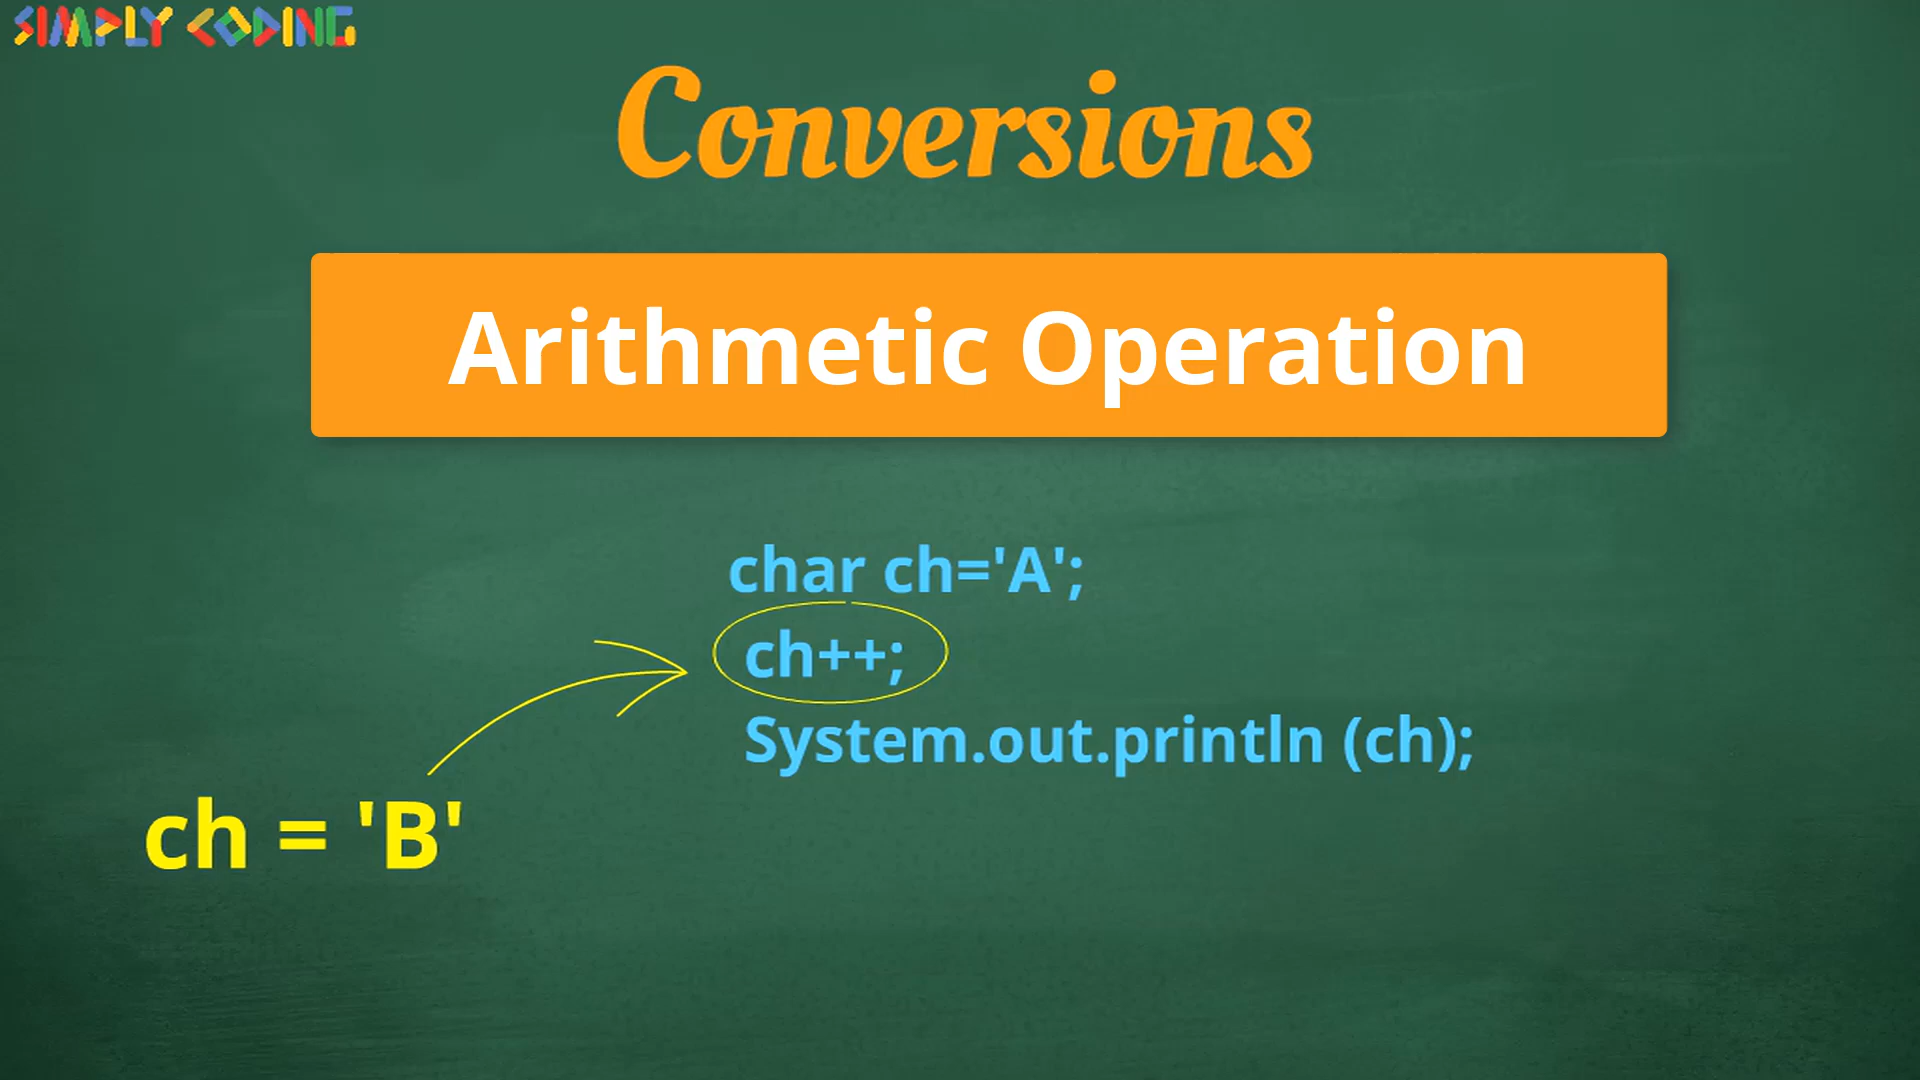 SIMPLY CODING
Conversions
Arithmetic Operation
char ch='A';
ch++;
System.out.println (ch);
ch = 'B'